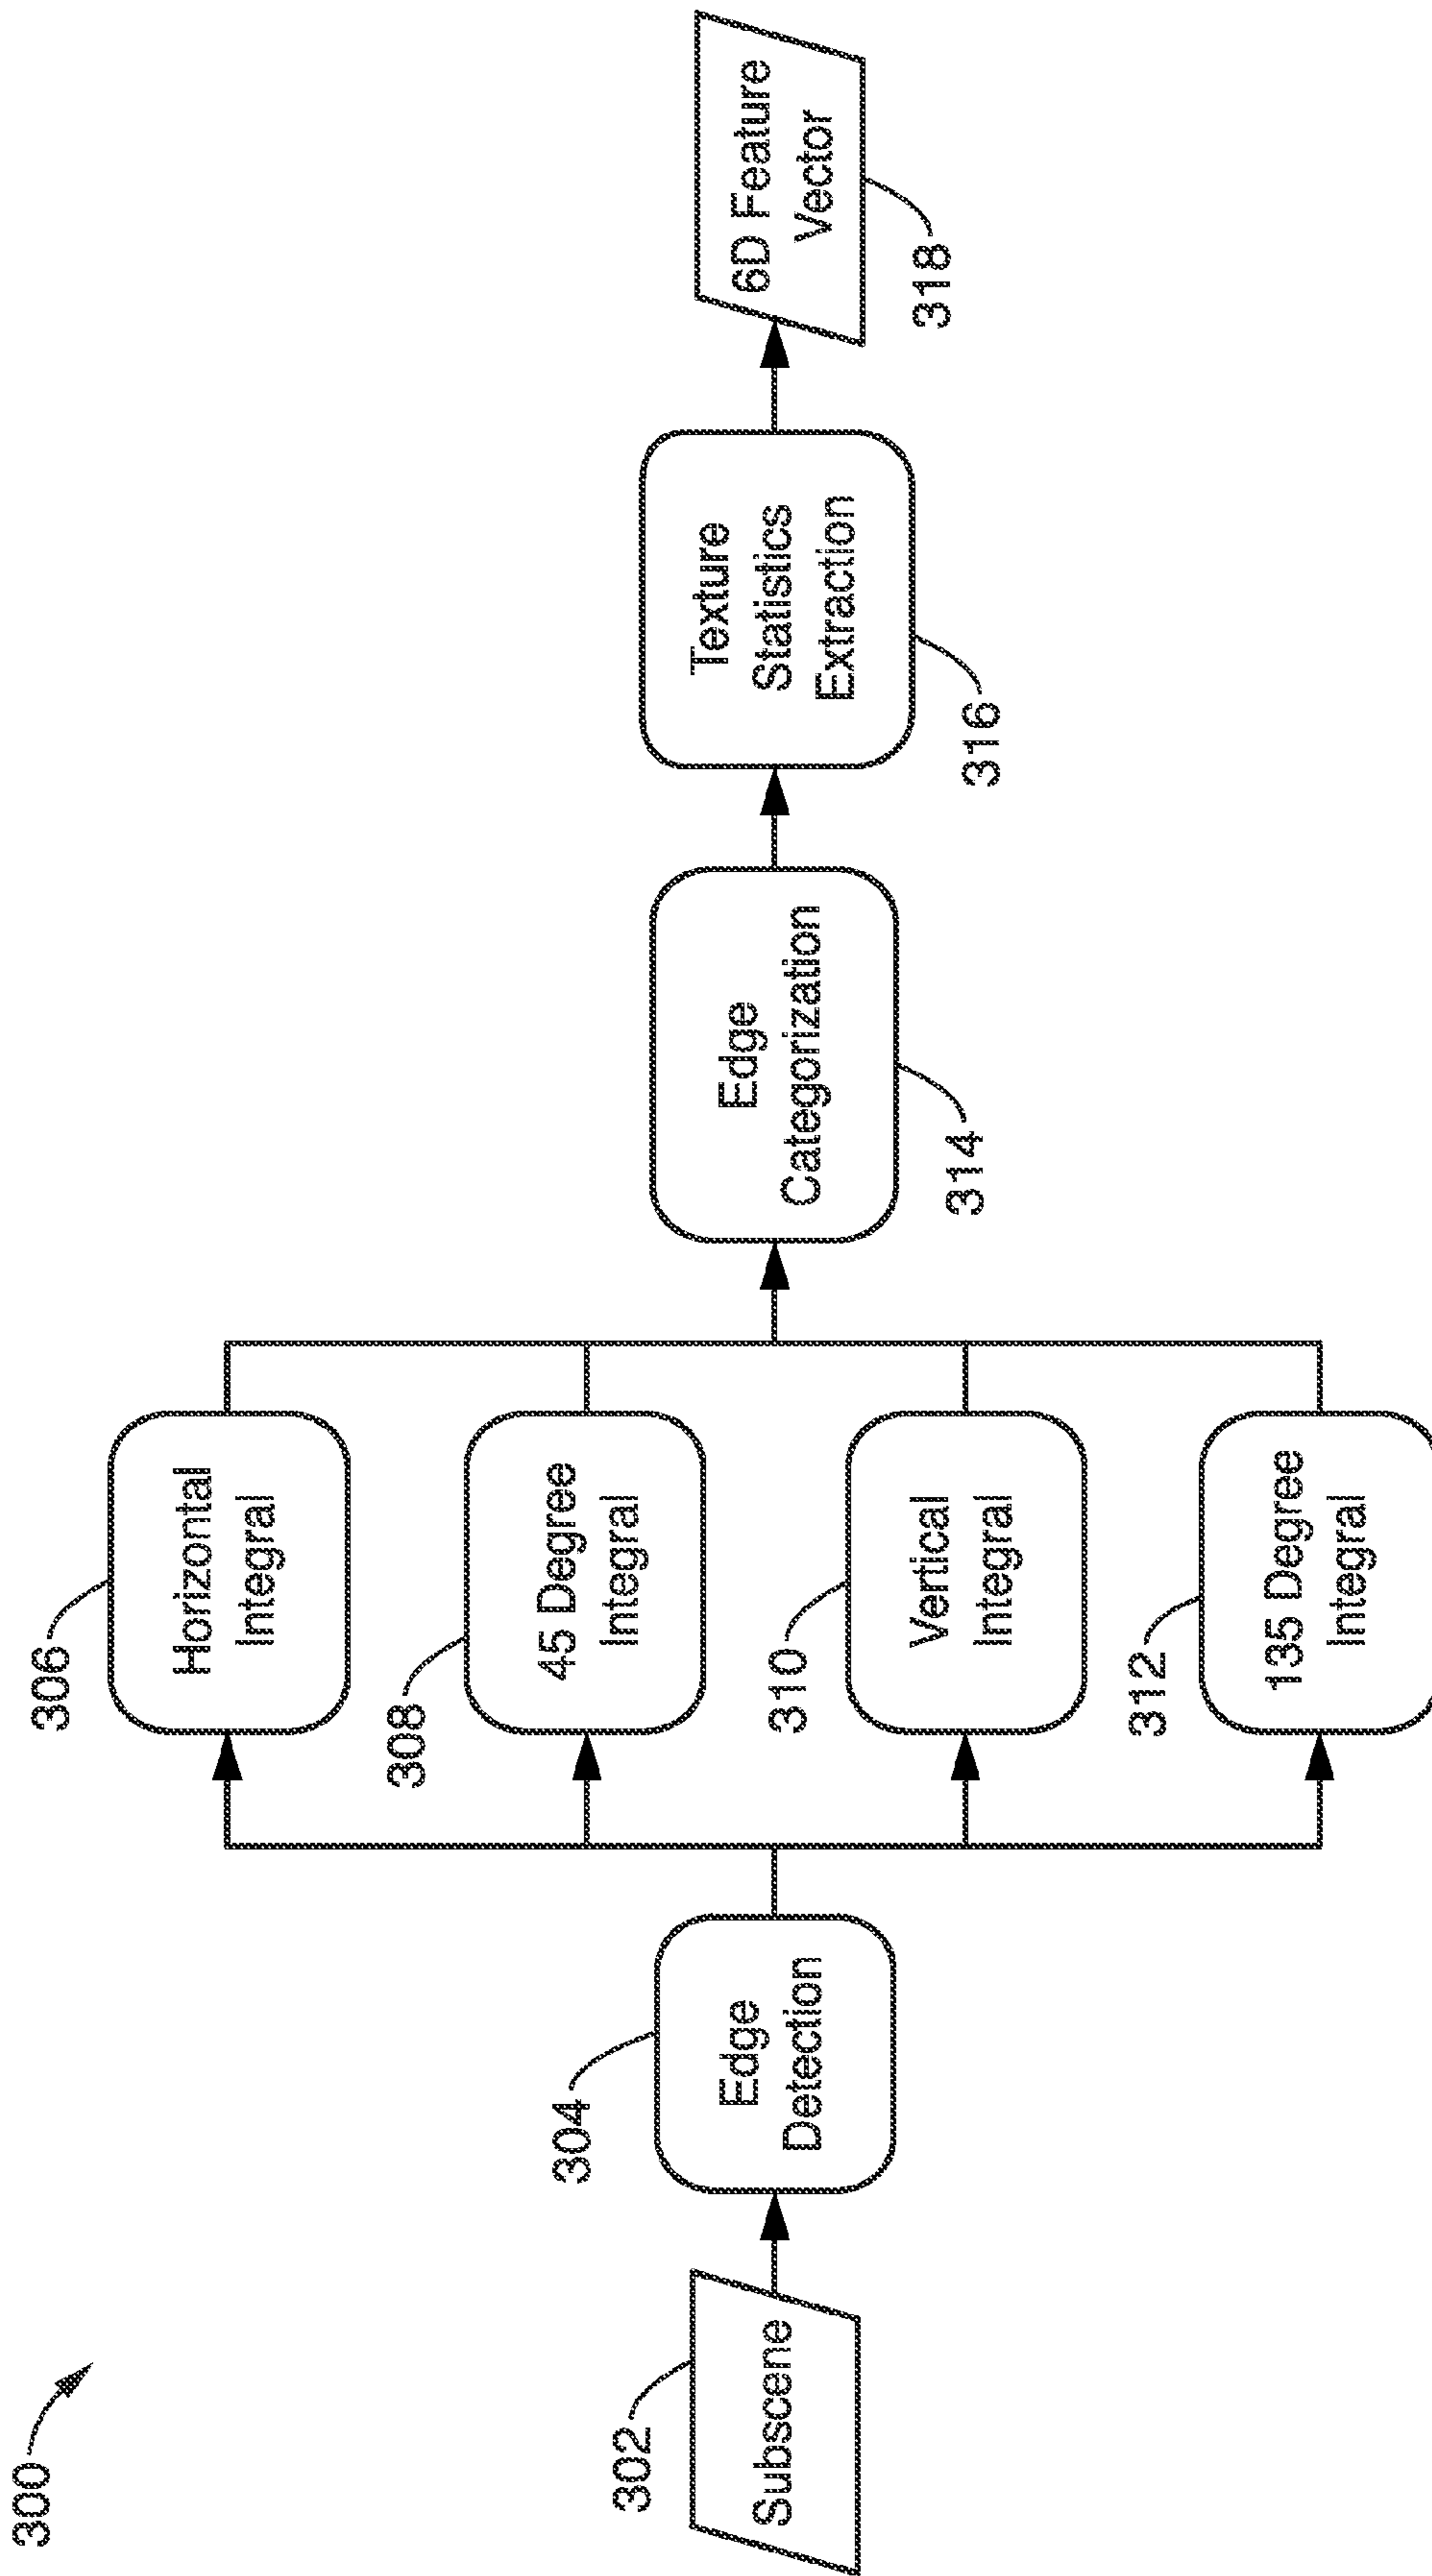 300
302
Subscene
304
Edge
Detection
306
Horizontal
Integral
308
45 Degree
Integral
310
Vertical
Integral
312
135 Degree
Integral
Edge
Categorization
314
Texture
Statistics
Extraction
316
6D Feature
Vector
318